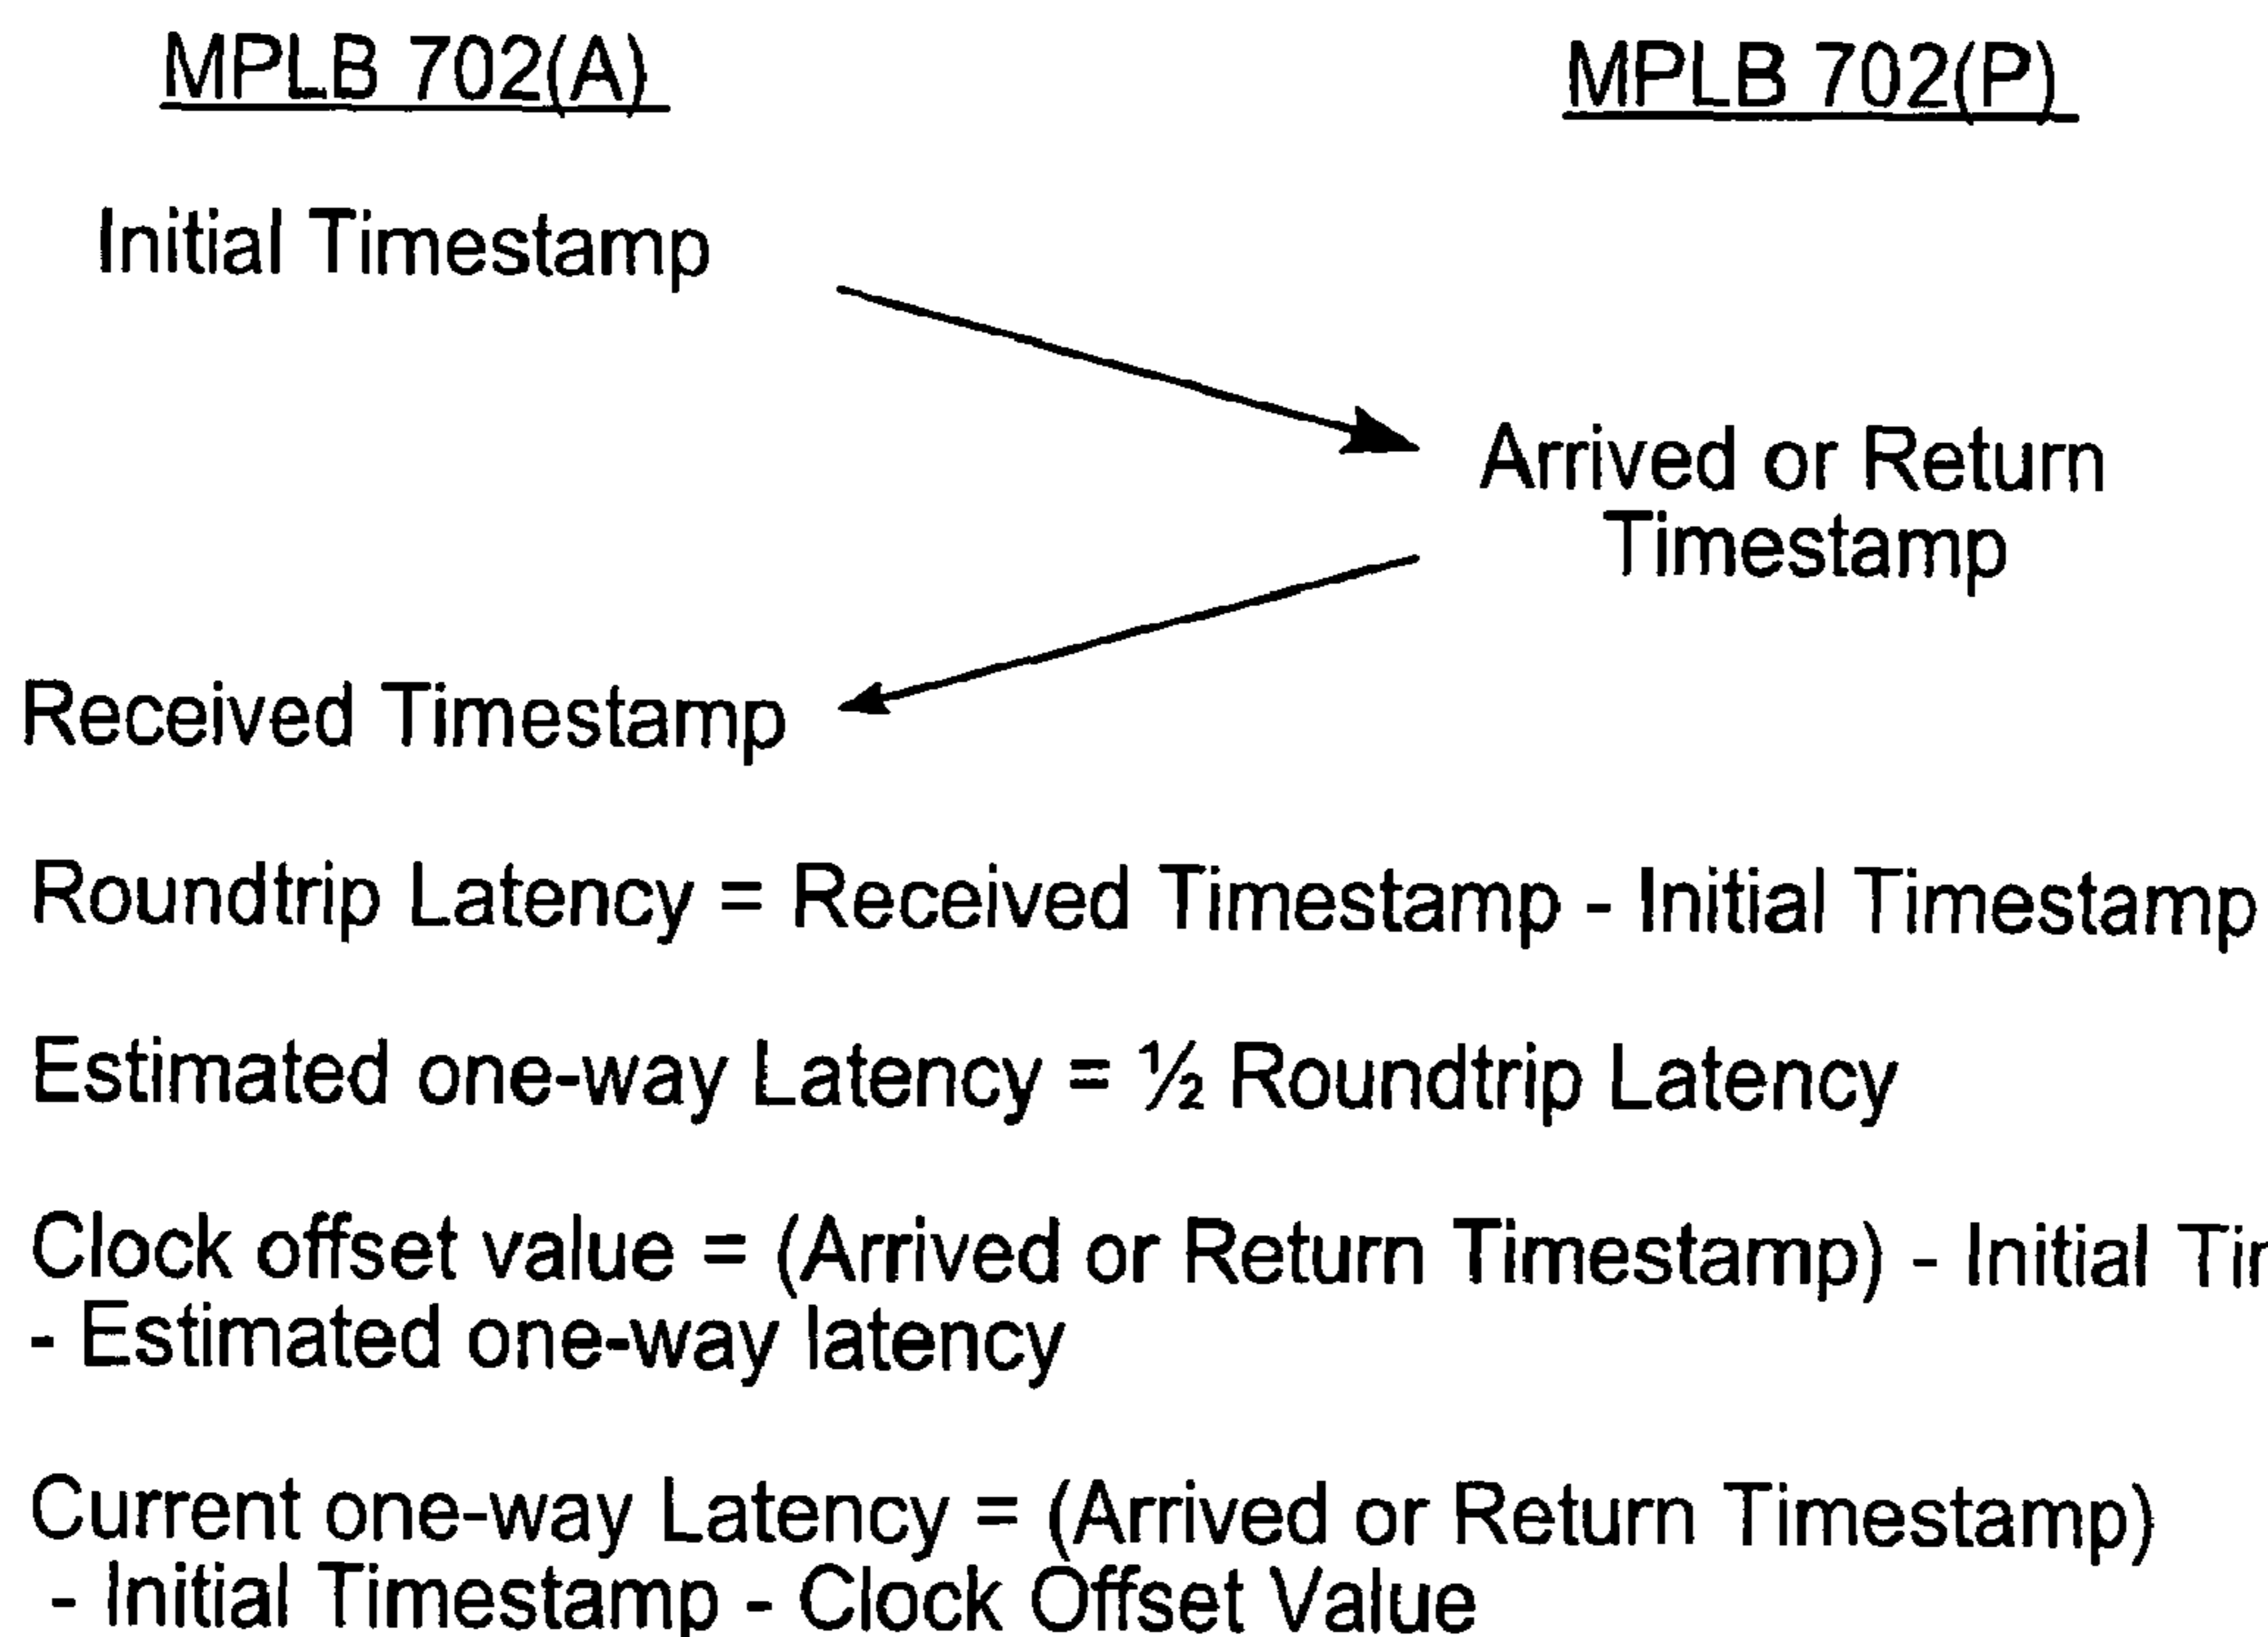 MPLB 702(A)
MPLB 702(P)
Initial Timestamp
Arrived or Return
Timestamp
Received Timestamp
Roundtrip Latency = Received Timestamp - Initial Timestamp
Estimated one-way Latency = ½ Roundtrip Latency
Clock offset value = (Arrived or Return Timestamp) - Initial
- Estimated one-way latency
Current one-way Latency = (Arrived or Return Timestamp)
- Initial Timestamp - Clock Offset Value